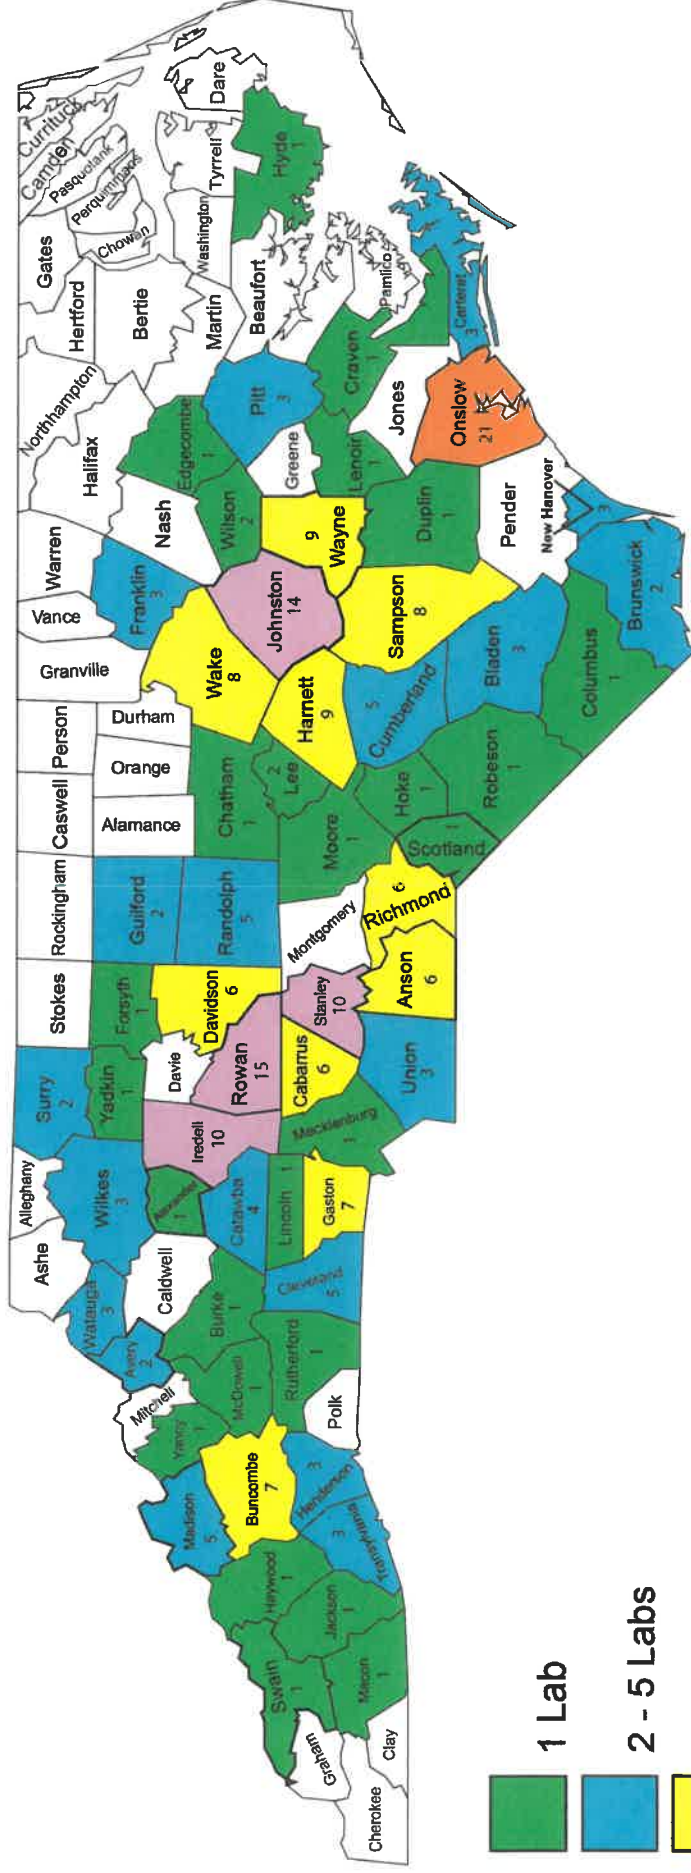 Cherokee
Graham
Clay
Swain
1
Macon
1
Jackson
1
Haywood
1
Madison
5
Buncombe
7
Transylvania
3
Henderson
3
Yancy
1
Mitchell
Avery
2
McDowell
1
Rutherford
1
Polk
Burke
1
Cleveland
5
Watauga
3
Caldwell
Ashe
Alleghany
Wilkes
3
Alexander
1
Catawba
4
Lincoln 1
Gaston
7
Surry
2
Yadkin
1
Iredell
10
Mecklenburg
1
Davie
Rowan
15
Cabarrus
6
Union
3
Stokes
Forsyth
1
Davidson
6
Stanley
10
Anson
6
Rockingham
Guilford
2
Randolph
5
Montgomery
6
Richmond
Caswell
Alamance
Chatham
1
Moore
1
Scotland
1
Person
Orange
Durham
2
Lee
Hoke
1
Robeson
1
Granville
Wake
8
Harnett
9
5
Cumberland
Bladen
3
Columbus
1
Vance
Warren
Franklin
3
Johnston
14
Sampson
8
Brunswick
2
Nash
Wilson
2
9
Wayne
Duplin
1
Pender
New Hanover
3
Northhampton
Halifax
Edgecombe
1
Pitt
3
Greene
Lenoir
1
Jones
Onslow
21
Hertford
Bertie
Martin
Beaufort
Craven
1
Pamlico
Carteret
3
Gates
Chowan
Perquimmans
Pasquolank
Camden
Currituck
Washington
Tyrrell
Dare
Hyde
1
1 Lab
2 - 5 Labs